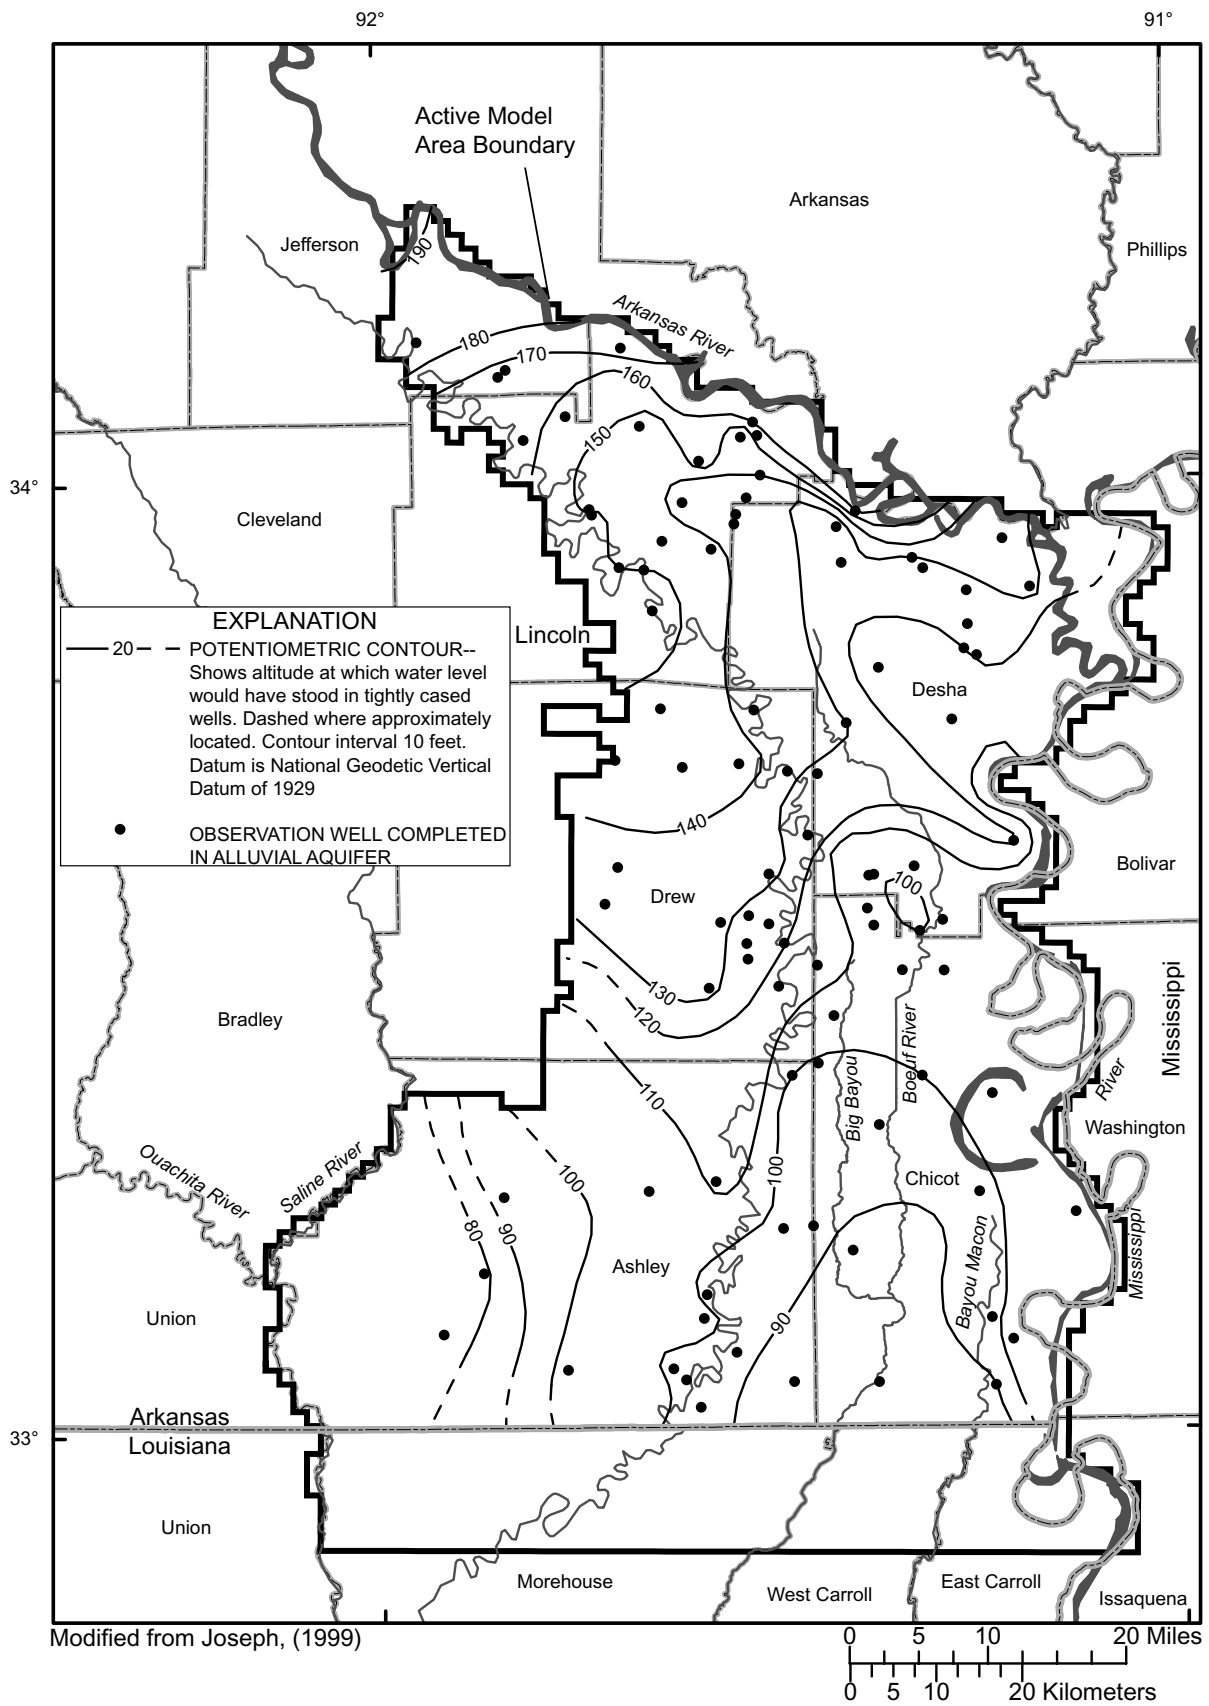 92°
91°
Active Model
Area Boundary
Arkansas
Jefferson
Phillips
190
Arkansas River
180
170
160
150
34°
Cleveland
EXPLANATION
20
POTENTIOMETRIC CONTOUR--
Shows altitude at which water level
would have stood in tightly cased
wells. Dashed where approximately
located. Contour interval 10 feet.
Datum is National Geodetic Vertical
Datum of 1929
OBSERVATION WELL COMPLETED
IN ALLUVIAL AQUIFER
Lincoln
Desha
140
Bolivar
Drew
100
130
120
Bradley
Mississippi
Boeuf River
Big Bayou
River
110
Washington
Ouachita River
Saline River
100
100
Chicot
80
90
Ashley
Bayou Macon
Mississippi
Union
90
Arkansas
Louisiana
33°
Union
Morehouse
West Carroll
East Carroll
Issaquena
Modified from Joseph, (1999)
0 5 10 20 Miles
0 5 10 20 Kilometers